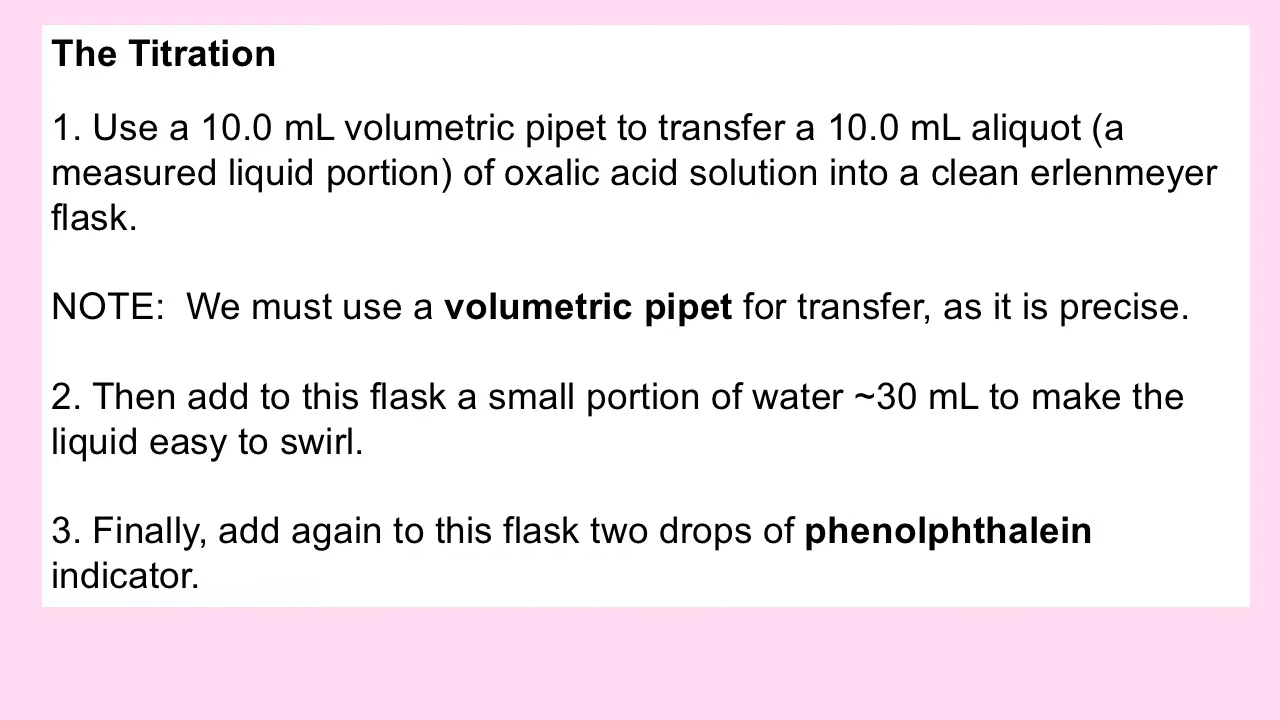 The Titration
1. Use a 10.0 mL volumetric pipet to transfer a 10.0 mL aliquot (a
measured liquid portion) of oxalic acid solution into a clean erlenmeyer
flask.
NOTE:  We must use a volumetric pipet for transfer, as it is precise.
2. Then add to this flask a small portion of water ~30 mL to make the
liquid easy to swirl.
3. Finally, add again to this flask two drops of phenolphthalein
indicator.